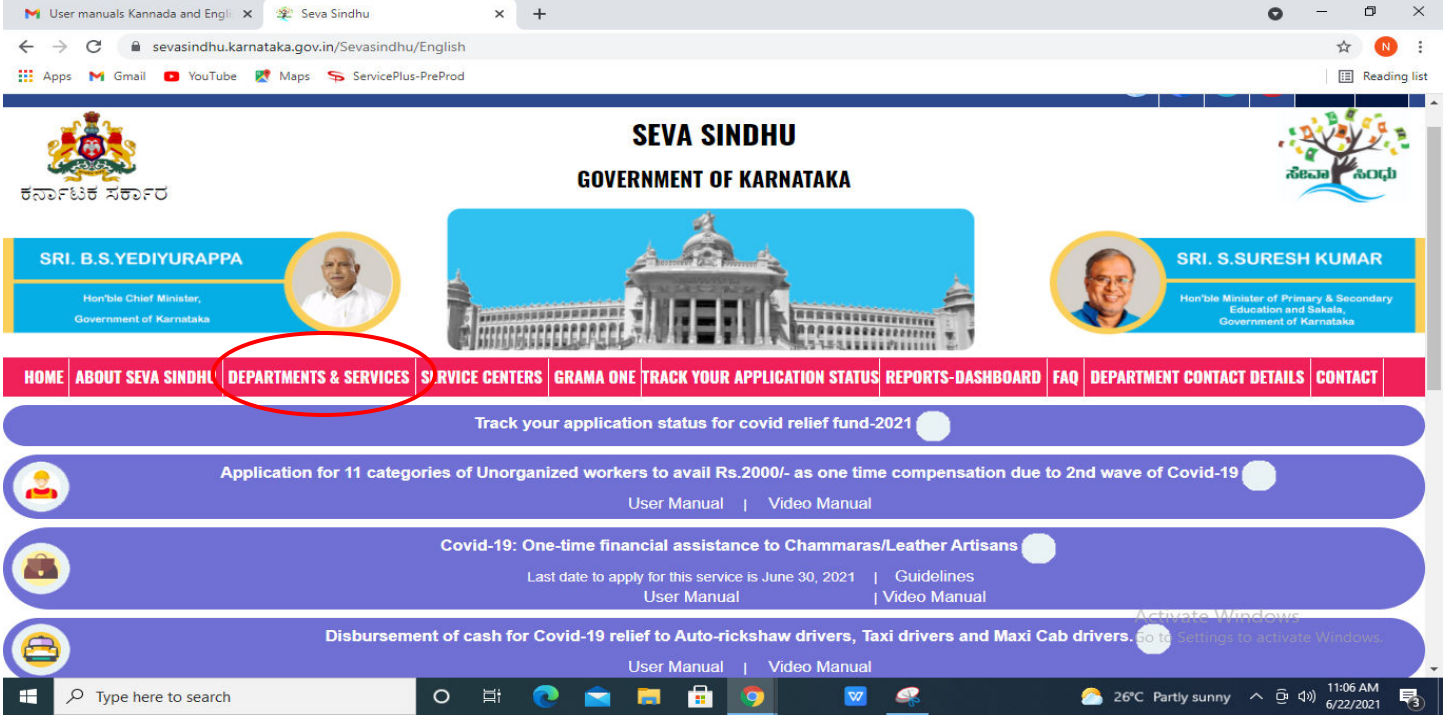 User manuals Kannada and Engli
Seva Sindhu
sevasindhu.karnataka.gov.in/Sevasindhu/English
N
Apps
Gmail
YouTube
Maps
ServicePlus-PreProd
Reading list
ಕರ್ನಾಟಕ ಸರ್ಕಾರ
SEVA SINDHU
GOVERNMENT OF KARNATAKA
ಸೇವಾ ಸಿಂಧು
SRI. B.S.YEDIYURAPPA
Hon'ble Chief Minister,
Government of Karnataka
SRI. S.SURESH KUMAR
Hon'ble Minister of Primary & Secondary
Education and Sakala,
Government of Karnataka
HOME ABOUT SEVA SINDHU DEPARTMENTS & SERVICES SERVICE CENTERS GRAMA ONE TRACK YOUR APPLICATION STATUS REPORTS-DASHBOARD FAQ DEPARTMENT CONTACT DETAILS CONTACT
Track your application status for covid relief fund-2021
Application for 11 categories of Unorganized workers to avail Rs.2000/- as one time compensation due to 2nd wave of Covid-19
User Manual | Video Manual
Covid-19: One-time financial assistance to Chammaras/Leather Artisans
Last date to apply for this service is June 30, 2021 | Guidelines
User Manual | Video Manual
Disbursement of cash for Covid-19 relief to Auto-rickshaw drivers, Taxi drivers and Maxi Cab drivers.
User Manual | Video Manual
Activate Windows
Go to Settings to activate Windows.
Type here to search
26°C Partly sunny
11:06 AM
6/22/2021
3